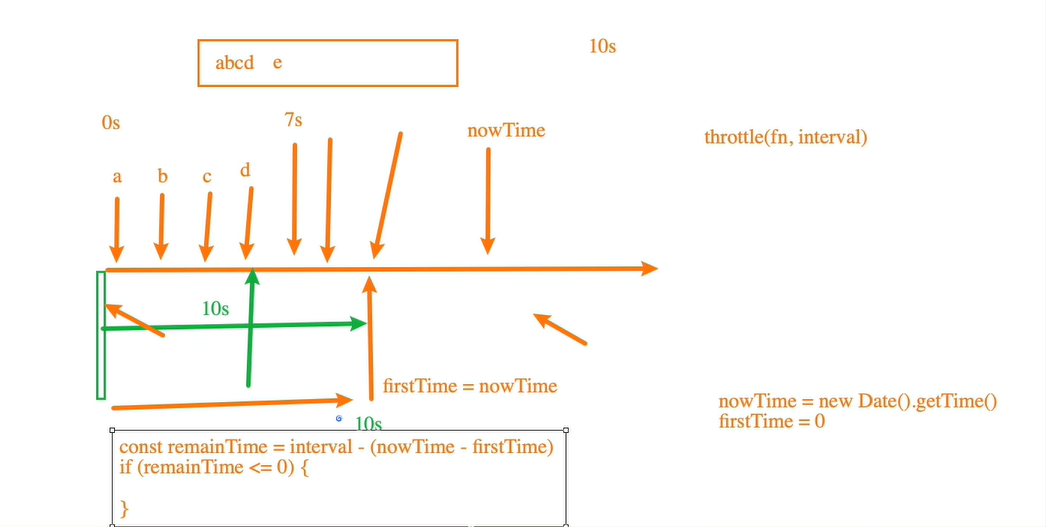 10s
abcd e
0s
7s
nowTime
throttle(fn, interval)
a b c d
10s
firstTime = nowTime
nowTime = new Date().getTime()
firstTime = 0
10s
const remainTime = interval - (nowTime - firstTime)
if (remainTime <= 0) {
}